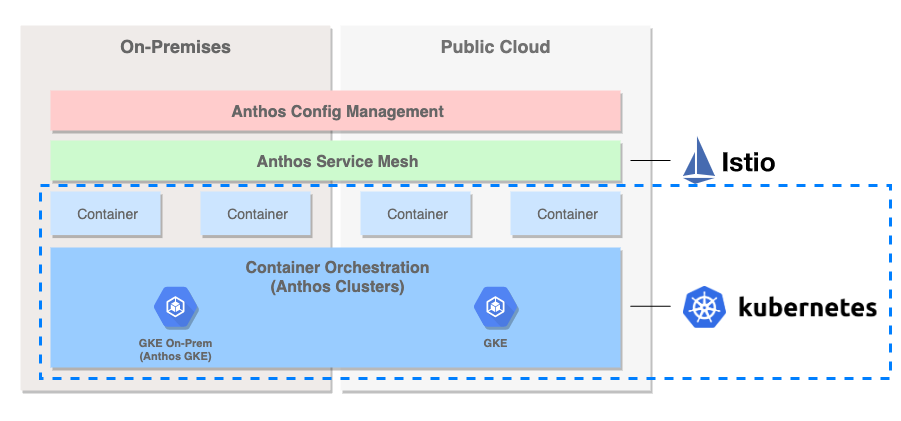 On-Premises
Public Cloud
Anthos Config Management
Anthos Service Mesh
Istio
Container
Container
Container
Container
Container Orchestration
(Anthos Clusters)
kubernetes
GKE On-Prem
(Anthos GKE)
GKE